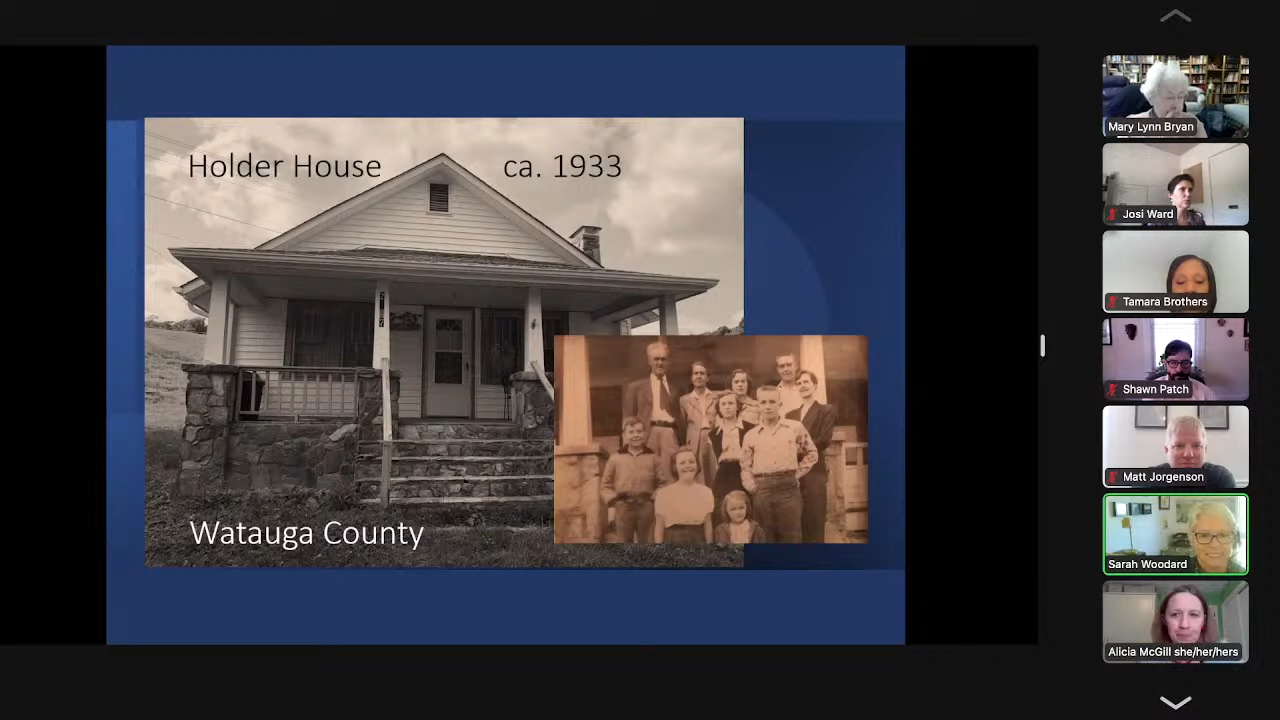 Holder House
ca. 1933
Watauga County
Mary Lynn Bryan
Josi Ward
Tamara Brothers
Shawn Patch
Matt Jorgenson
Sarah Woodard
Alicia McGill she/her/hers